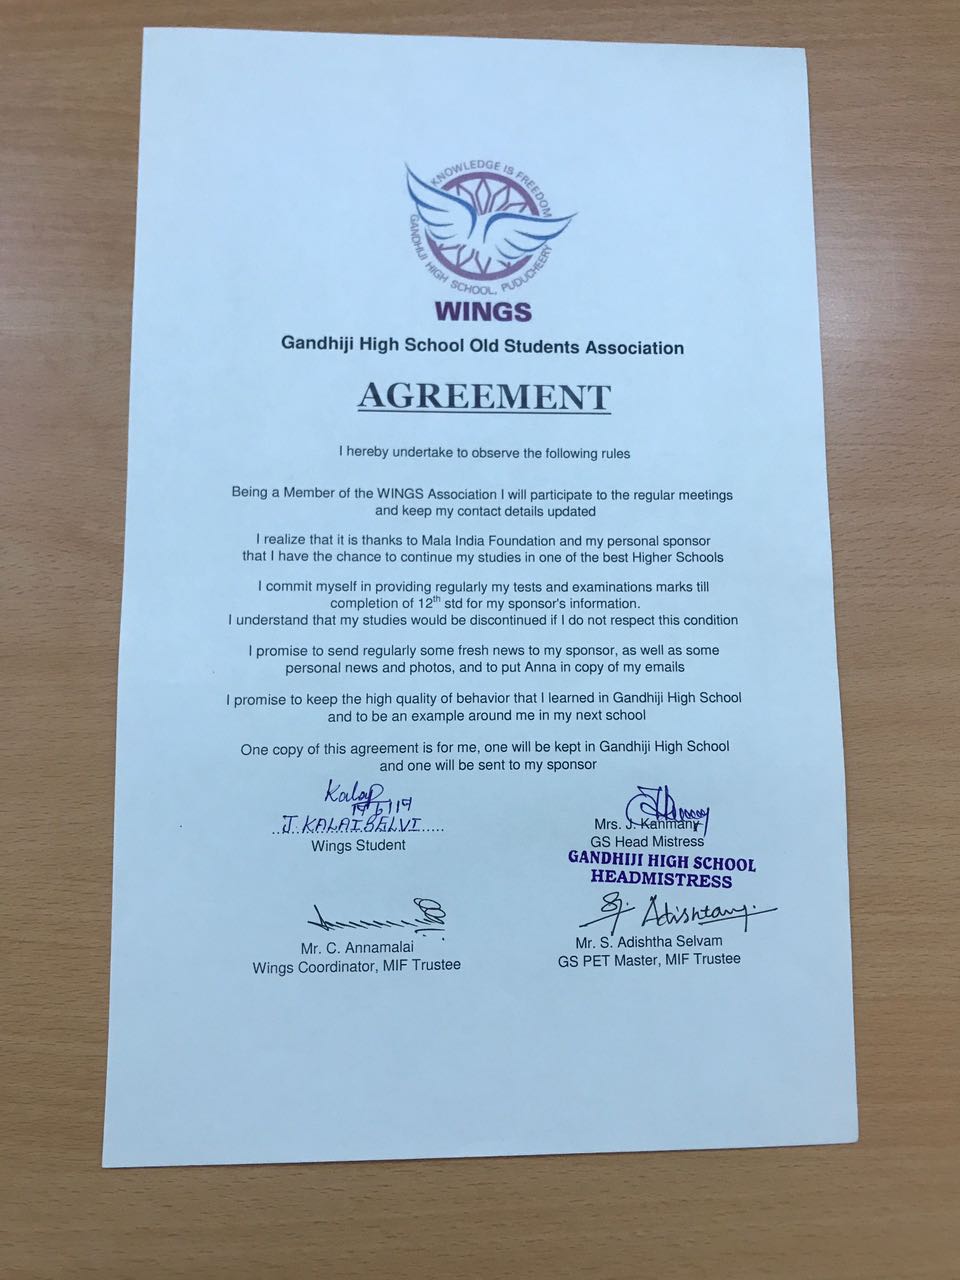 KNOWLEDGE IS FREEDOM
GANDHIJI HIGH SCHOOL, PUDUCHEERY
WINGS
Gandhiji High School Old Students Association
AGREEMENT
I hereby undertake to observe the following rules
Being a Member of the WINGS Association I will participate to the regular meetings
and keep my contact details updated
I realize that it is thanks to Mala India Foundation and my personal sponsor
that I have the chance to continue my studies in one of the best Higher Schools
I commit myself in providing regularly my tests and examinations marks till
completion of 12th std for my sponsor's information.
I understand that my studies would be discontinued if I do not respect this condition
I promise to send regularly some fresh news to my sponsor, as well as some
personal news and photos, and to put Anna in copy of my emails
I promise to keep the high quality of behavior that I learned in Gandhiji High School
and to be an example around me in my next school
One copy of this agreement is for me, one will be kept in Gandhiji High School
and one will be sent to my sponsor
J. KALAISELVI
Wings Student
Mrs. J. Kanmany
GS Head Mistress
GANDHIJI HIGH SCHOOL
HEADMISTRESS
Mr. C. Annamalai
Wings Coordinator, MIF Trustee
S. Adishtany.
Mr. S. Adishtha Selvam
GS PET Master, MIF Trustee